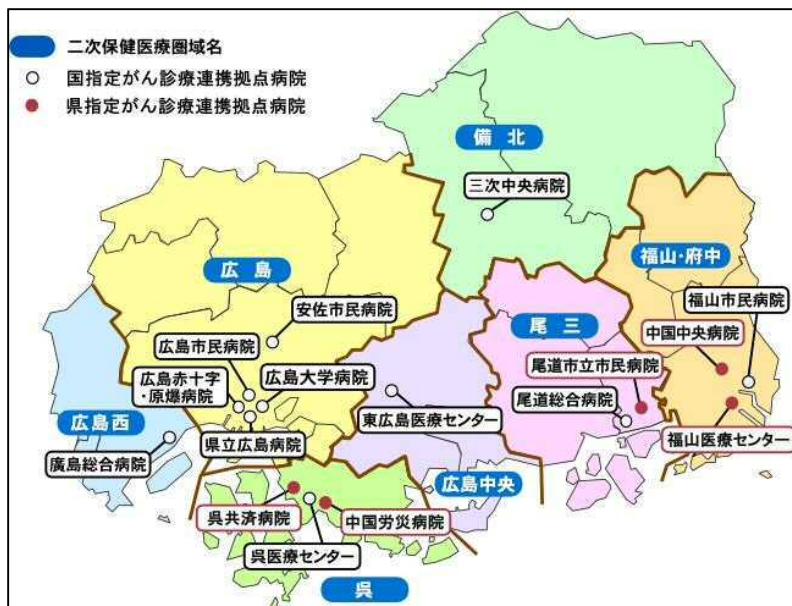 二次保健医療圏域名
国指定がん診療連携拠点病院
県指定がん診療連携拠点病院
備北
三次中央病院
広島
福山・府中
安佐市民病院
福山市民病院
尾三
中国中央病院
広島市民病院
尾道市立市民病院
広島赤十字
・原爆病院
広島大学病院
東広島医療センター
尾道総合病院
広島西
県立広島病院
福山医療センター
廣島総合病院
広島中央
呉共済病院
中国労災病院
呉医療センター
呉